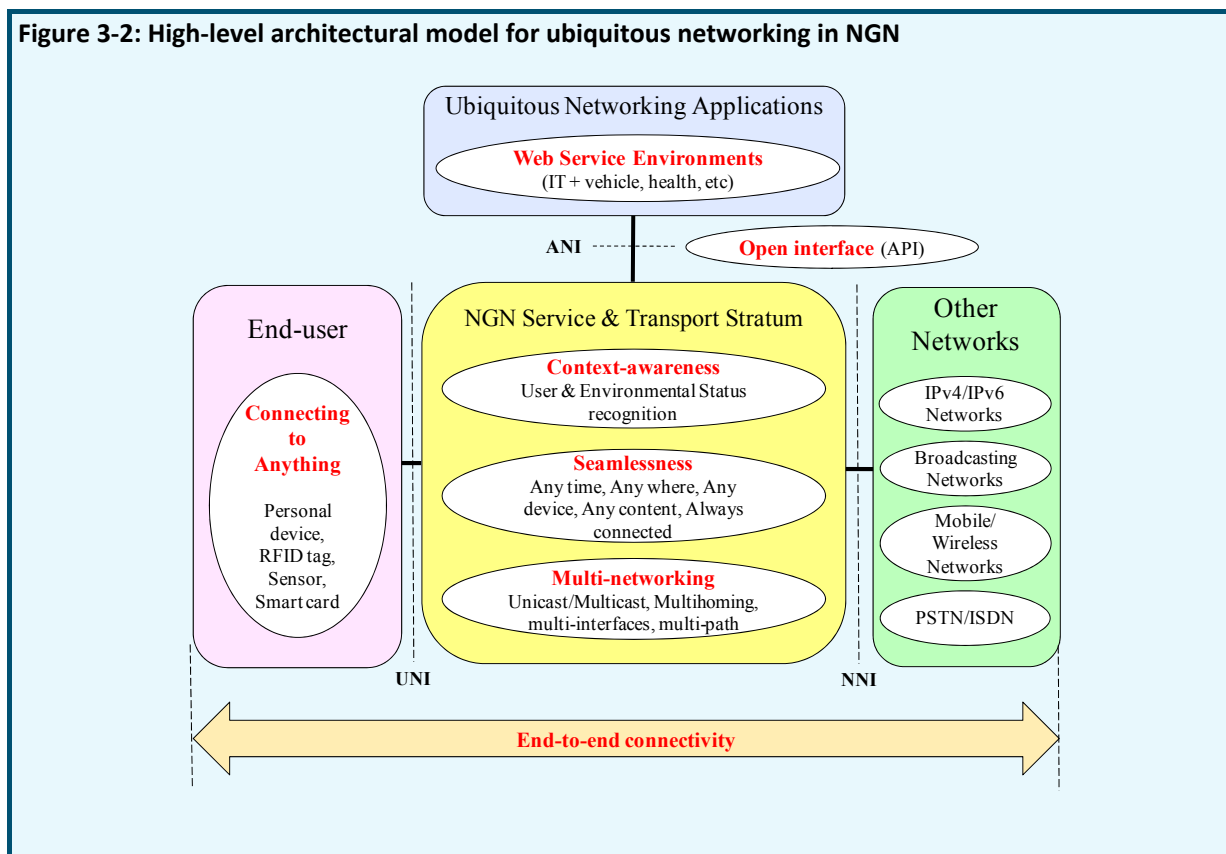 Figure 3-2: High-level architectural model for ubiquitous networking in NGN
Ubiquitous Networking Applications
Web Service Environments
(IT + vehicle, health, etc)
ANI
Open interface (API)
End-user
Connecting
to
Anything
Personal
device,
RFID tag,
Sensor,
Smart card
UNI
NGN Service & Transport Stratum
Context-awareness
User & Environmental Status
recognition
Seamlessness
Any time, Any where, Any
device, Any content, Always
connected
Multi-networking
Unicast/Multicast, Multihoming,
multi-interfaces, multi-path
NNI
Other
Networks
IPv4/IPv6
Networks
Broadcasting
Networks
Mobile/
Wireless
Networks
PSTN/ISDN
End-to-end connectivity